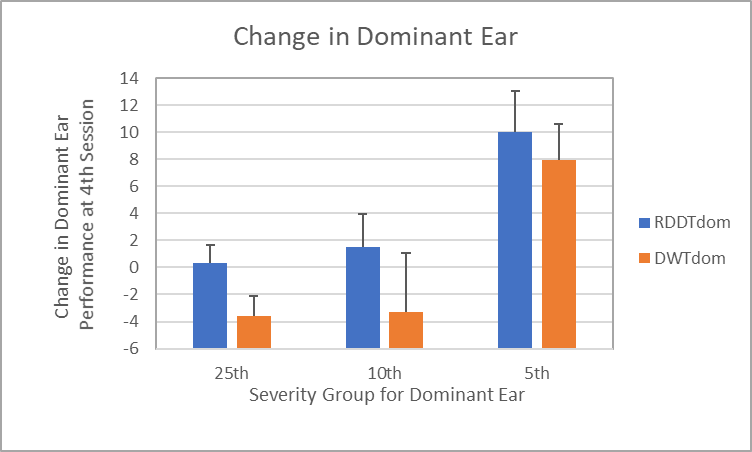 Change in Dominant Ear
Change in Dominant Ear
Performance at 4th Session
14
12
10
8
6
4
2
0
-2
-4
-6
25th
10th
5th
Severity Group for Dominant Ear
RDDTdom
DWTdom